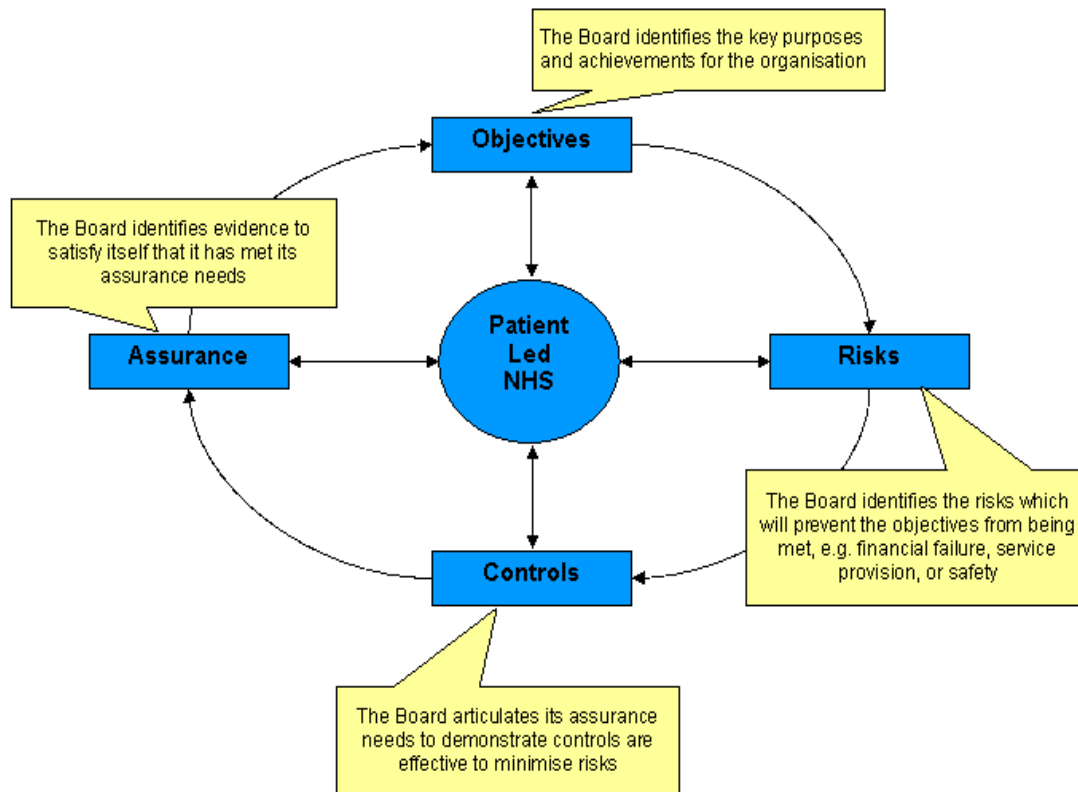 The Board identifies the key purposes
and achievements for the organisation
Objectives
The Board identifies evidence to
satisfy itself that it has met its
assurance needs
Patient
Led
NHS
Assurance
Risks
The Board identifies the risks which
will prevent the objectives from being
met, e.g. financial failure, service
provision, or safety
Controls
The Board articulates its assurance
needs to demonstrate controls are
effective to minimise risks